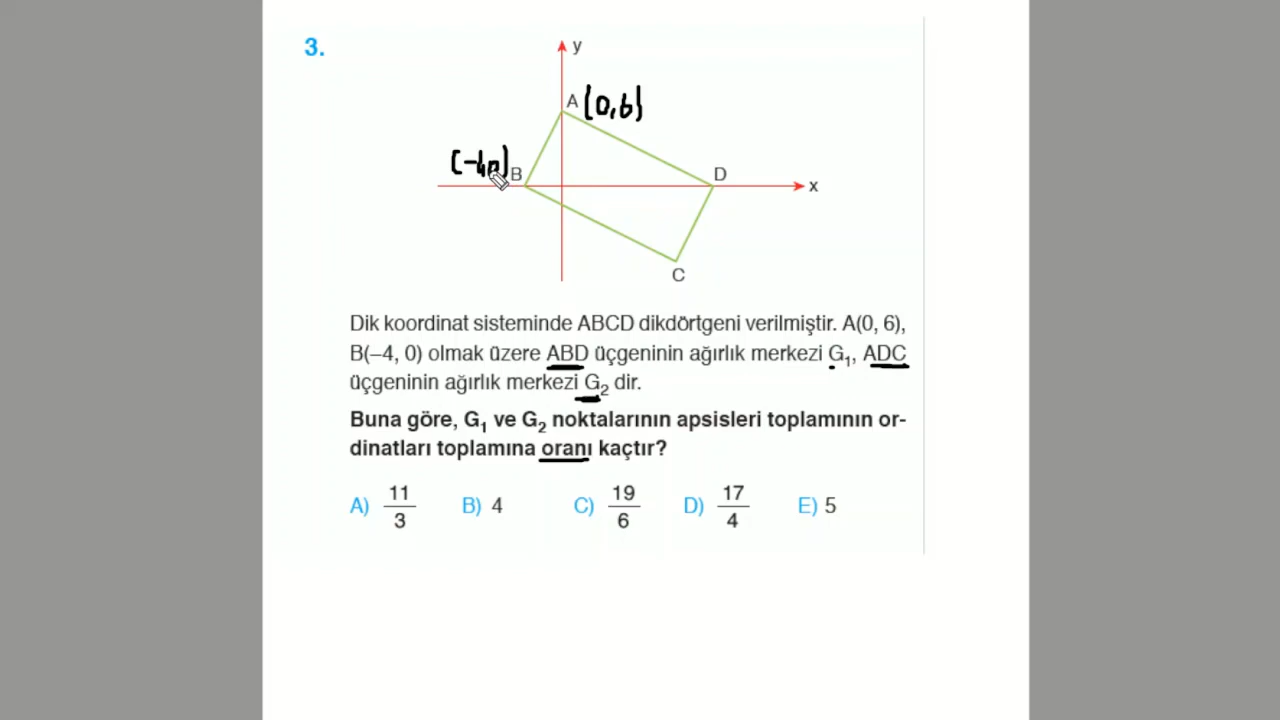 3.
y
A (0,6)
(-4,0) B
D
x
C
Dik koordinat sisteminde ABCD dikdörtgeni verilmiştir. A(0, 6),
B(–4, 0) olmak üzere ABD üçgeninin ağırlık merkezi G₁, ADC
üçgeninin ağırlık merkezi G₂ dir.
Buna göre, G₁ ve G₂ noktalarının apsisleri toplamının or-
dinatları toplamına oranı kaçtır?
A) 11/3 B) 4 C) 19/6 D) 17/4 E) 5